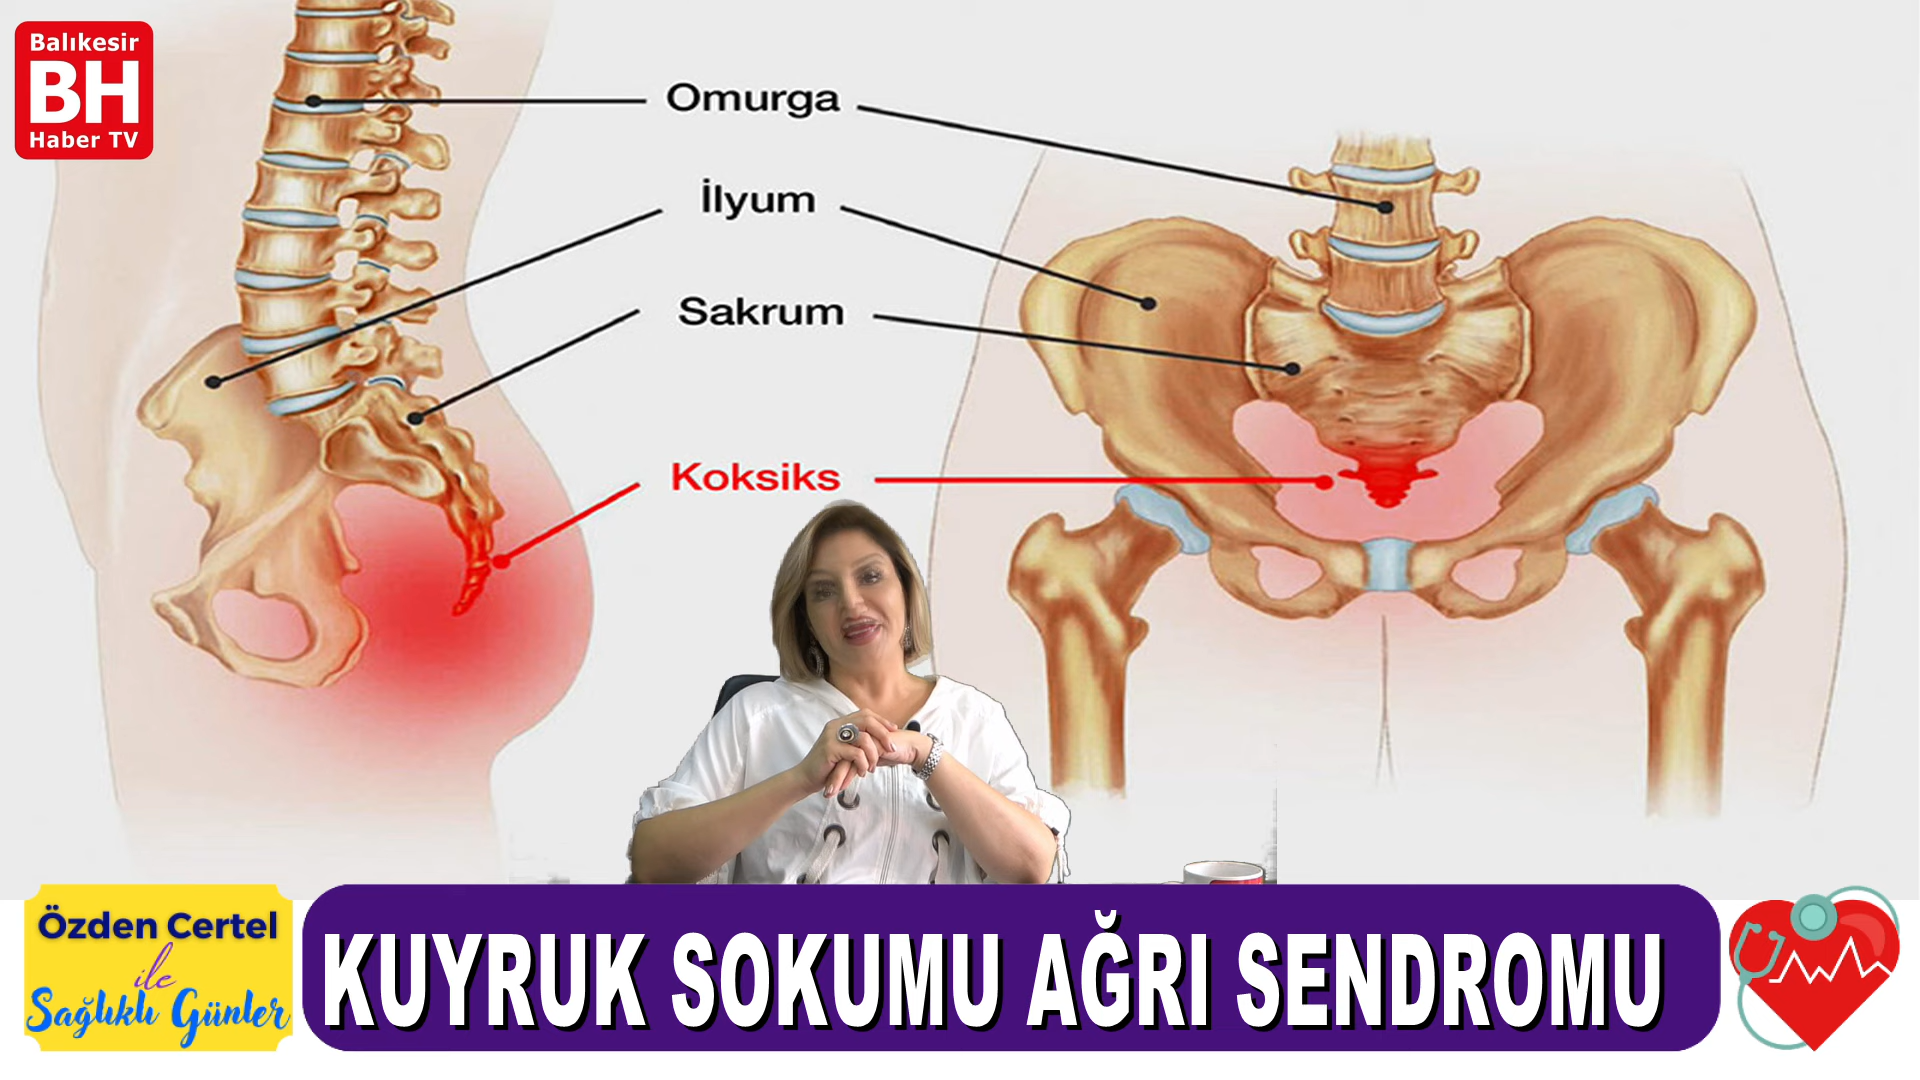 Balıkesir
BH
Haber TV
Omurga
İlyum
Sakrum
Koksiks
Özden Certel
ile
Sağlıklı Günler
KUYRUK SOKUMU AĞRI SENDROMU